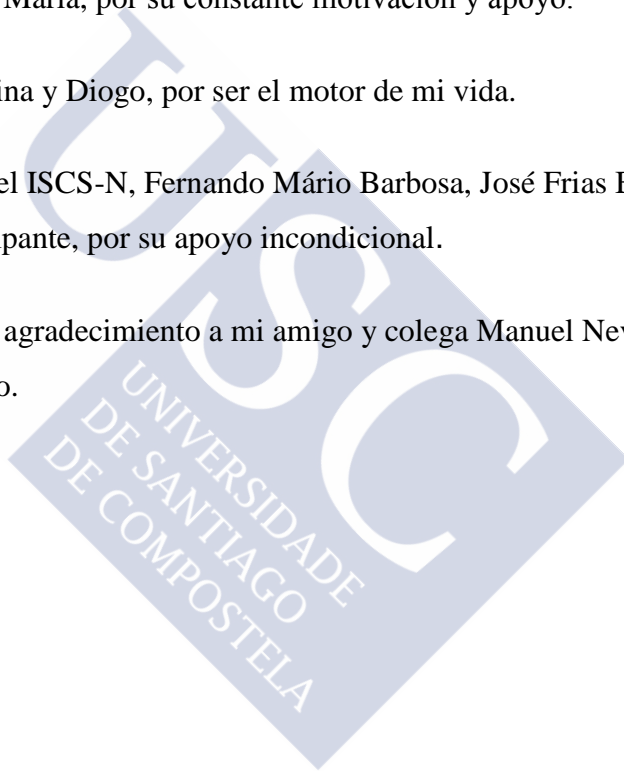 María, por su constante motivación y apoyo.
ina y Diogo, por ser el motor de mi vida.
el ISCS-N, Fernando Mário Barbosa, José Frias
pante, por su apoyo incondicional.
agradecimiento a mi amigo y colega Manuel
o.
USC
UNIVERSIDADE
DE SANTIAGO
DE COMPOSTELA